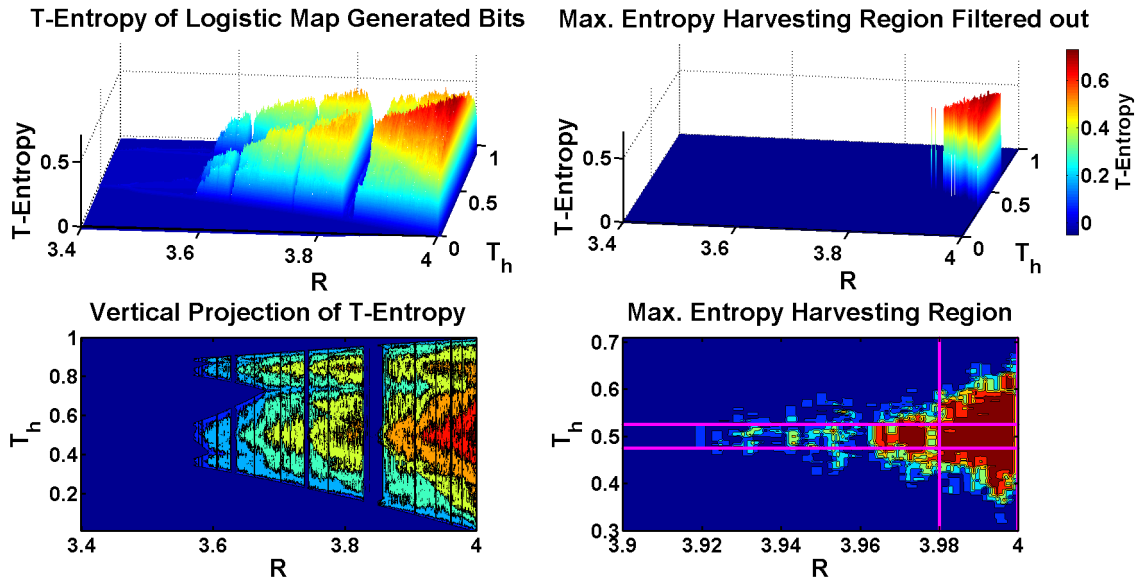 T-Entropy of Logistic Map Generated Bits
T-Entropy
0.5
0
3.4
3.6
3.8
4
R
0
0.5
1
T_h
Max. Entropy Harvesting Region Filtered out
T-Entropy
0.5
0
3.4
3.6
3.8
4
R
0
0.5
1
T_h
0.6
0.4
0.2
0
T-Entropy
Vertical Projection of T-Entropy
T_h
1
0.8
0.6
0.4
0.2
3.4
3.6
3.8
4
R
Max. Entropy Harvesting Region
T_h
0.7
0.6
0.5
0.4
0.3
3.9
3.92
3.94
3.96
3.98
4
R